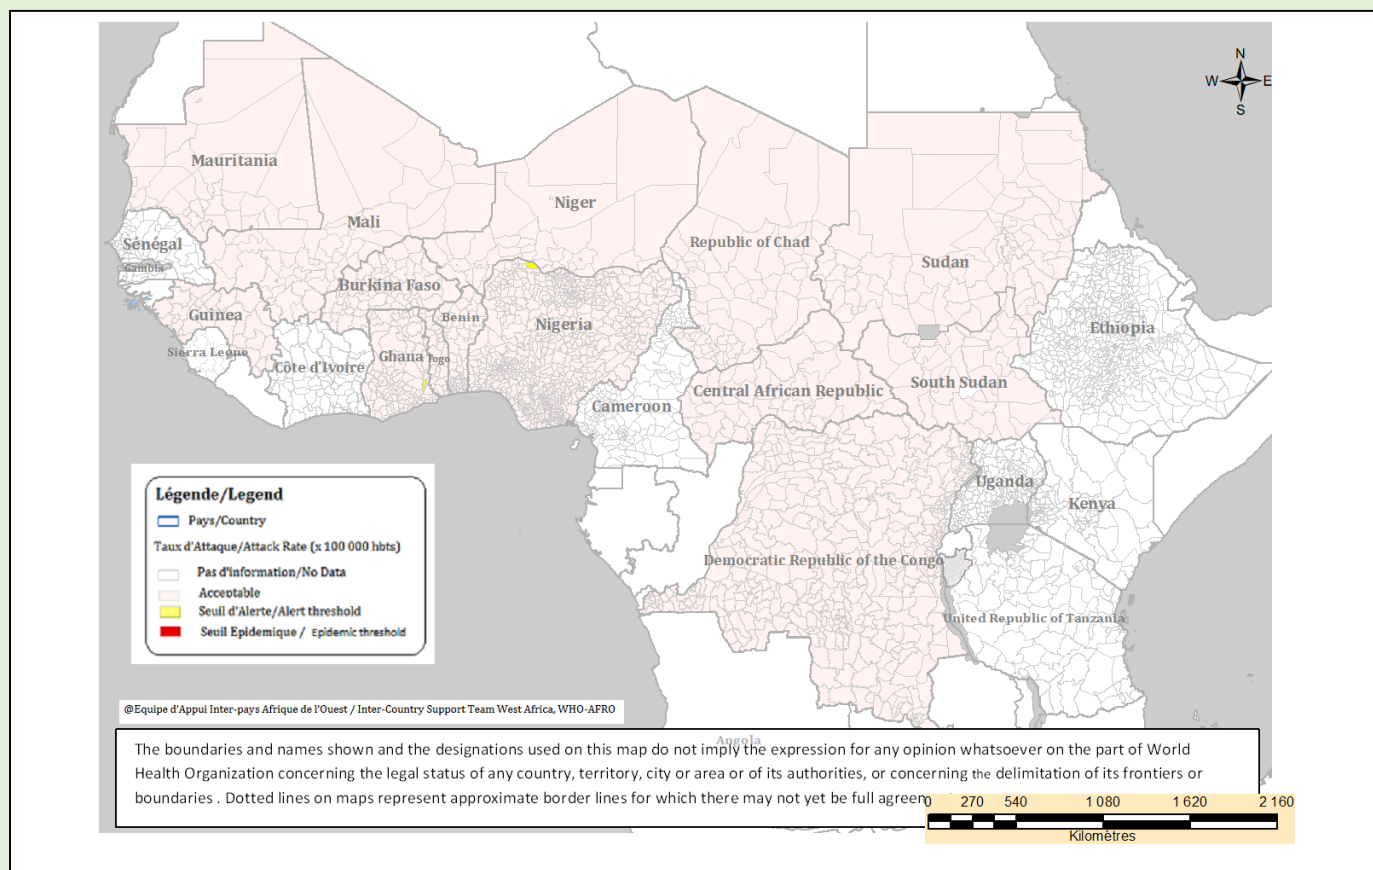 N
W E
S
Mauritania
Mali
Niger
Republic of Chad
Sudan
Sénégal
Gambia
Burkina Faso
Guinea
Benin
Nigeria
Ethiopia
Sierra Leone
Côte d'Ivoire
Ghana
Togo
Cameroon
Central African Republic
South Sudan
Uganda
Kenya
Democratic Republic of the Congo
United Republic of Tanzania
Angola
Légende/Legend
Pays/Country
Taux d'Attaque/Attack Rate (x 100 000 hbts)
Pas d'information/No Data
Acceptable
Seuil d'Alerte/Alert threshold
Seuil Epidemique / Epidemic threshold
@Equipe d'Appui Inter-pays Afrique de l'Ouest / Inter-Country Support Team West Africa, WHO-AFRO
The boundaries and names shown and the designations used on this map do not imply the expression for any opinion whatsoever on the part of World
Health Organization concerning the legal status of any country, territory, city or area or of its authorities, or concerning the delimitation of its frontiers or
boundaries . Dotted lines on maps represent approximate border lines for which there may not yet be full agreem
0 270 540 1 080 1 620 2 160
Kilomètres